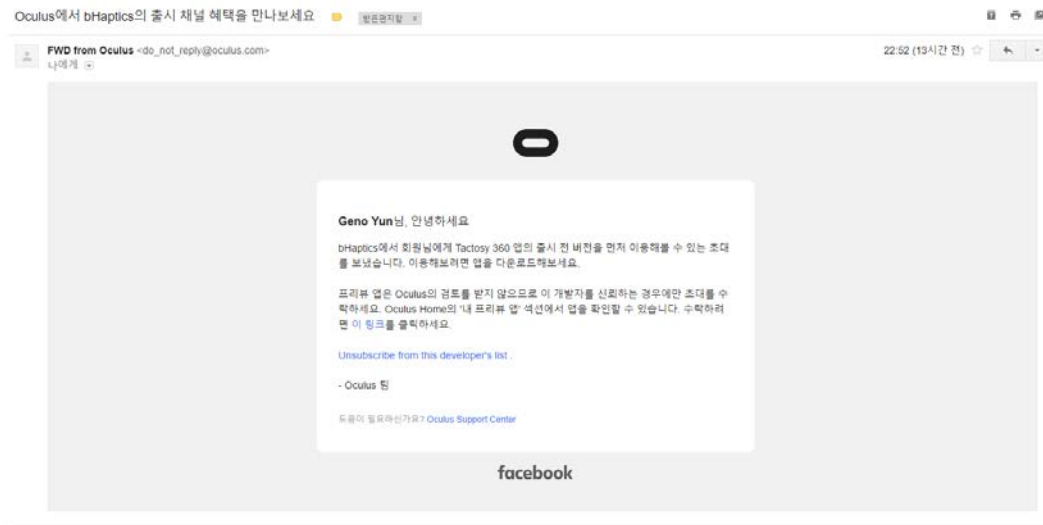 Oculus에서 bHaptics의 출시 채널 혜택을 만나보세요
받은편지함 x
FWD from Oculus <do_not_reply@oculus.com>
22:52 (13시간 전)
나에게
Geno Yun님, 안녕하세요
bHaptics에서 회원님에게 Tactosy 360 앱의 출시 전 버전을 먼저 이용해볼 수 있는 초대
를 보냈습니다. 이용해보려면 앱을 다운로드해보세요.
프리뷰 앱은 Oculus의 검토를 받지 않으므로 이 개발자를 신뢰하는 경우에만 초대를 수
락하세요. Oculus Home의 '내 프리뷰 앱' 섹션에서 앱을 확인할 수 있습니다. 수락하려
면 이 링크를 클릭하세요.
Unsubscribe from this developer's list .
- Oculus 팀
도움이 필요하신가요? Oculus Support Center
facebook